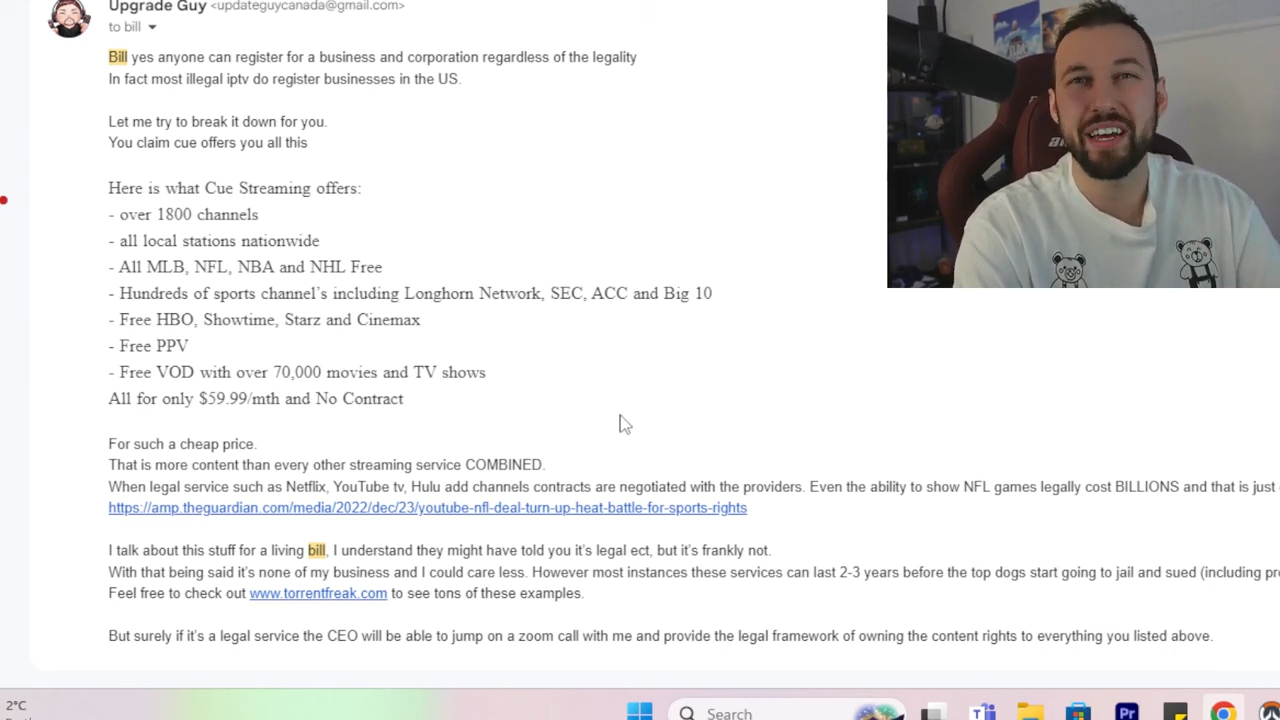 Upgrade Guy <updateguycanada@gmail.com>
to bill
Bill yes anyone can register for a business and corporation regardless of the legality
In fact most illegal iptv do register businesses in the US.
Let me try to break it down for you.
You claim cue offers you all this
Here is what Cue Streaming offers:
- over 1800 channels
- all local stations nationwide
- All MLB, NFL, NBA and NHL Free
- Hundreds of sports channel's including Longhorn Network, SEC, ACC and Big 10
- Free HBO, Showtime, Starz and Cinemax
- Free PPV
- Free VOD with over 70,000 movies and TV shows
All for only $59.99/mth and No Contract
For such a cheap price.
That is more content than every other streaming service COMBINED.
When legal service such as Netflix, YouTube tv, Hulu add channels contracts are negotiated with the providers. Even the ability to show NFL games legally cost BILLIONS and that is just
https://amp.theguardian.com/media/2022/dec/23/youtube-nfl-deal-turn-up-heat-battle-for-sports-rights
I talk about this stuff for a living bill, I understand they might have told you it's legal ect, but it's frankly not.
With that being said it's none of my business and I could care less. However most instances these services can last 2-3 years before the top dogs start going to jail and sued (including
Feel free to check out www.torrentfreak.com to see tons of these examples.
But surely if it's a legal service the CEO will be able to jump on a zoom call with me and provide the legal framework of owning the content rights to everything you listed above.
2°C
Search
Pr